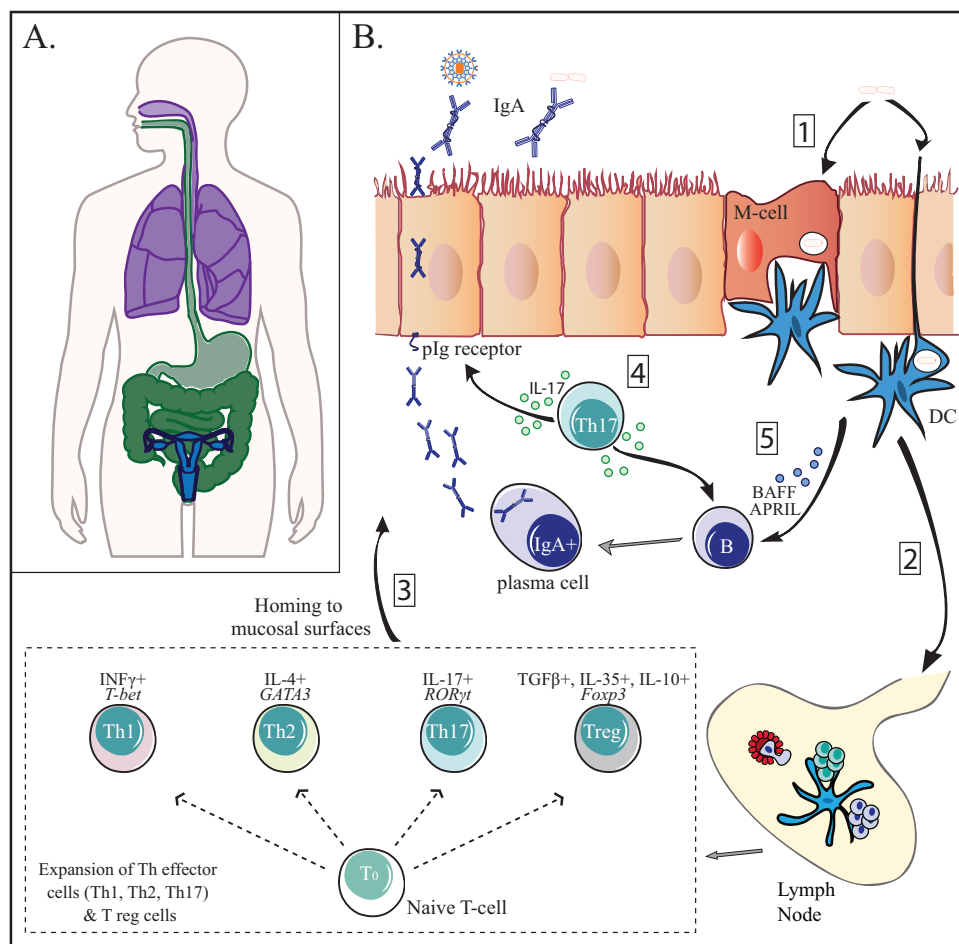 A.
B.
IgA
1
M-cell
pIg receptor
IL-17
4
Th17
DC
5
BAFF
APRIL
B
IgA+
plasma cell
2
3
Homing to
mucosal surfaces
INFγ+
T-bet
Th1
IL-4+
GATA3
Th2
IL-17+
RORγt
Th17
TGFβ+, IL-35+, IL-10+
Foxp3
Treg
T₀
Naive T-cell
Expansion of Th effector
cells (Th1, Th2, Th17)
& T reg cells
Lymph
Node